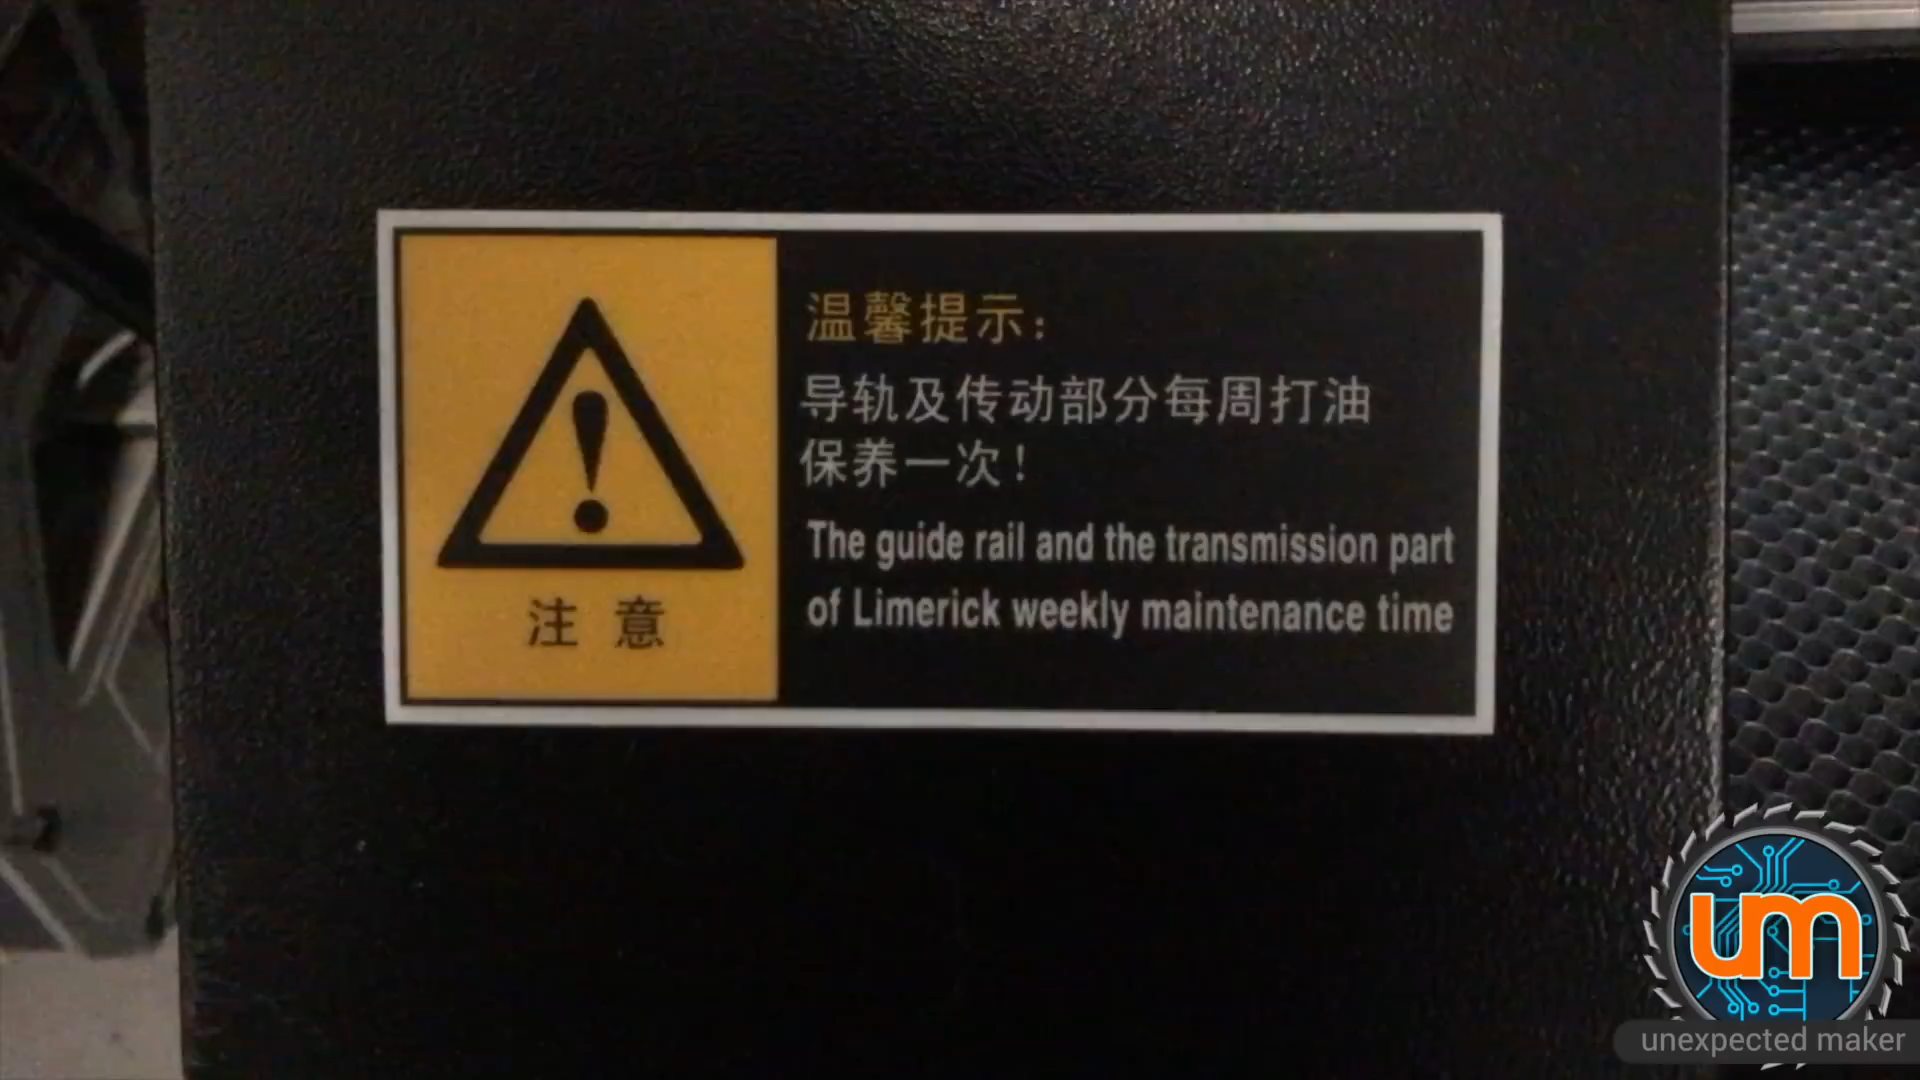 温馨提示：
导轨及传动部分每周打油
保养一次！
The guide rail and the transmission part
of Limerick weekly maintenance time
注 意
um
unexpected maker